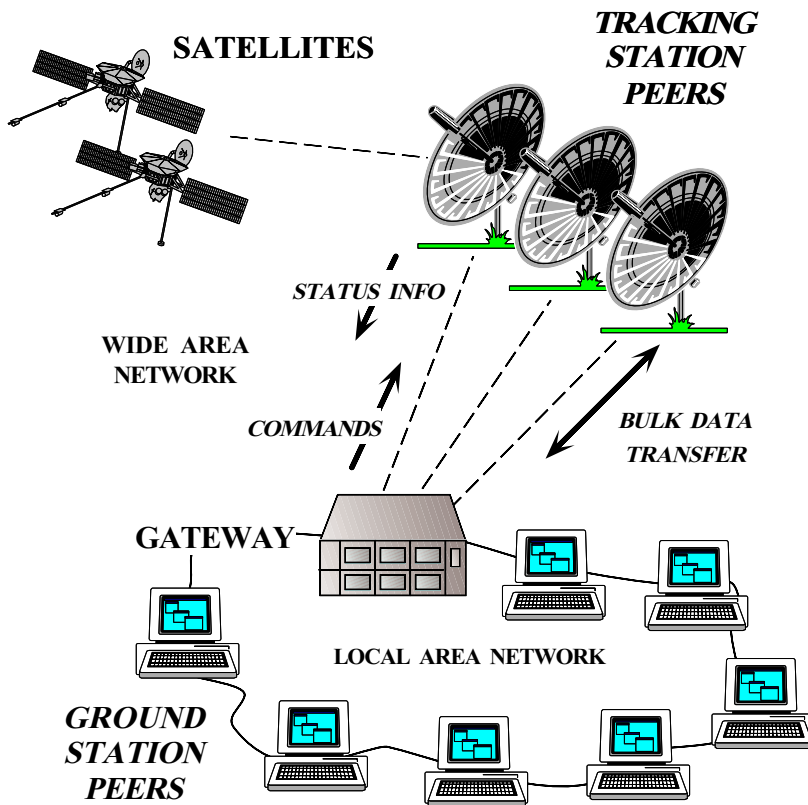 SATELLITES
TRACKING
STATION
PEERS
STATUS INFO
WIDE AREA
NETWORK
COMMANDS
BULK DATA
TRANSFER
GATEWAY
LOCAL AREA NETWORK
GROUND
STATION
PEERS